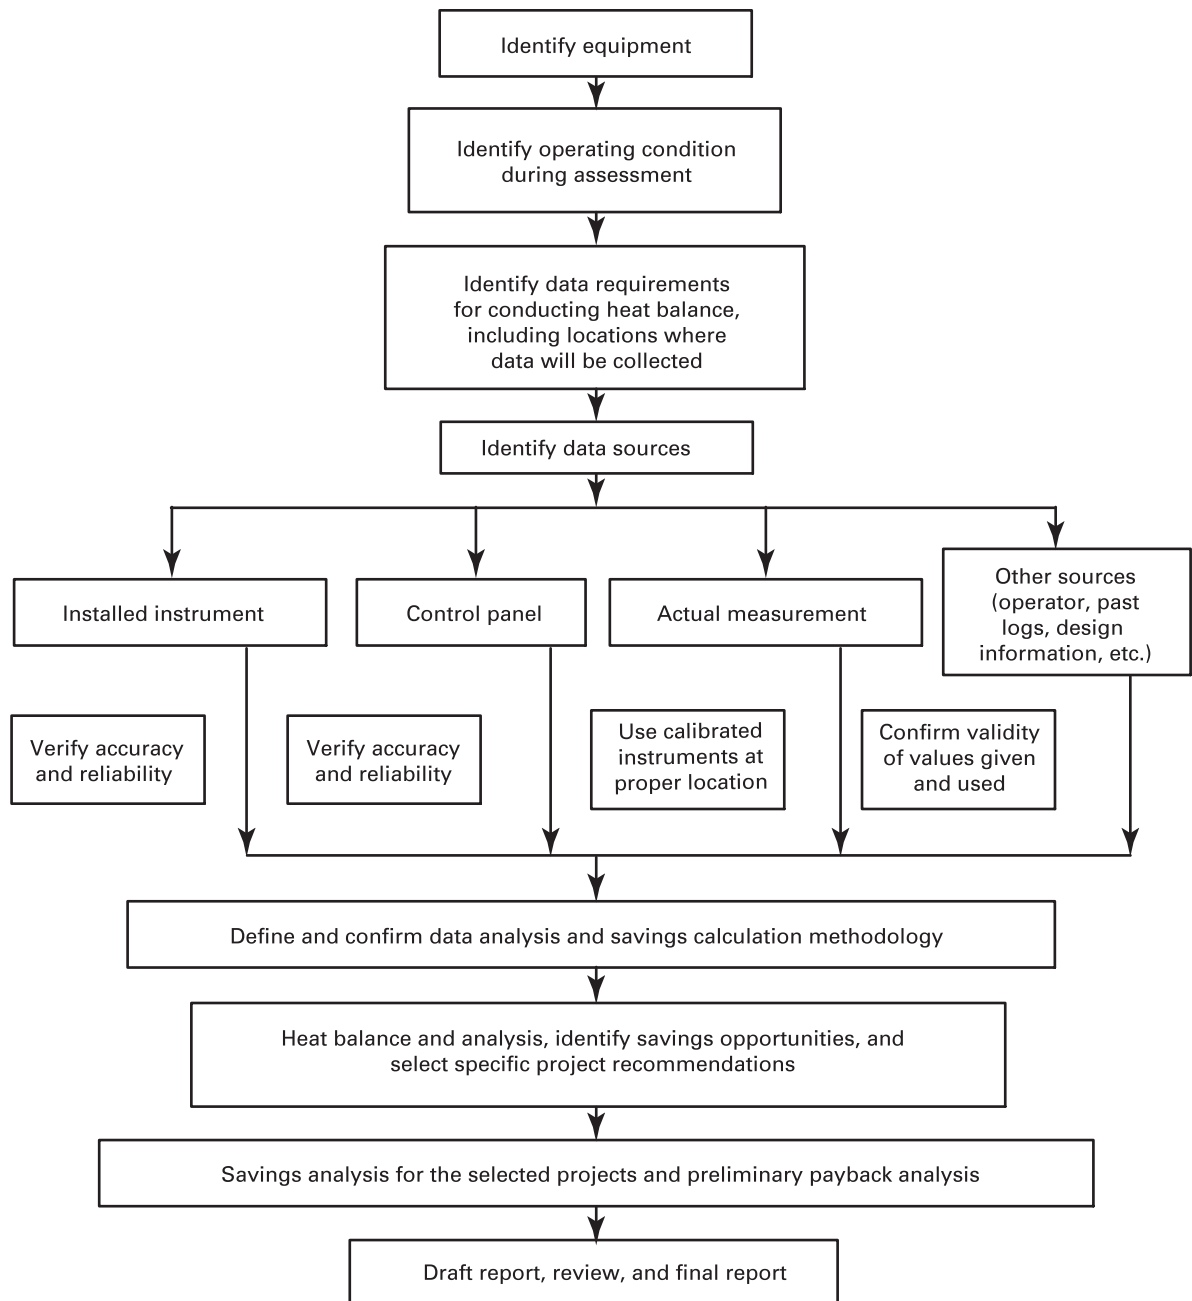 Identify equipment
Identify operating condition
during assessment
Identify data requirements
for conducting heat balance,
including locations where
data will be collected
Identify data sources
Installed instrument
Control panel
Actual measurement
Other sources
(operator, past
logs, design
information, etc.)
Verify accuracy
and reliability
Verify accuracy
and reliability
Use calibrated
instruments at
proper location
Confirm validity
of values given
and used
Define and confirm data analysis and savings calculation methodology
Heat balance and analysis, identify savings opportunities, and
select specific project recommendations
Savings analysis for the selected projects and preliminary payback analysis
Draft report, review, and final report